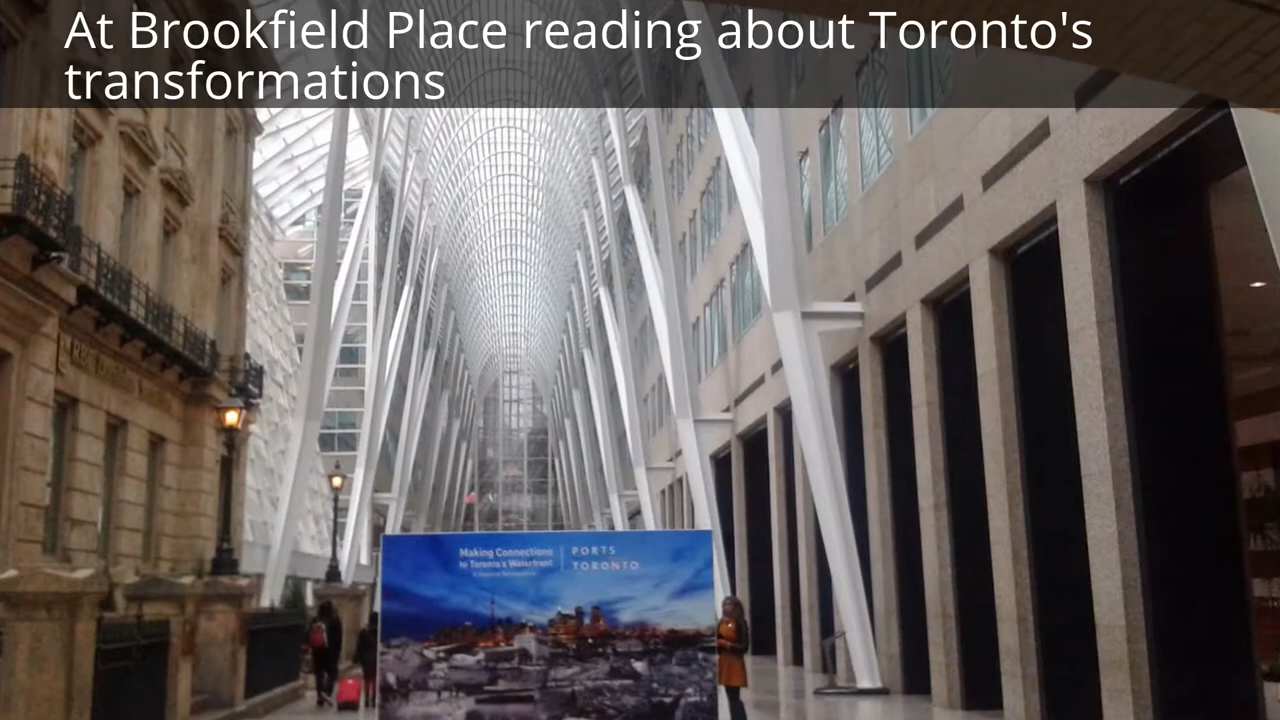 At Brookfield Place reading about Toronto's
transformations
Making Connections
to Toronto's Waterfront
PORTS
TORONTO